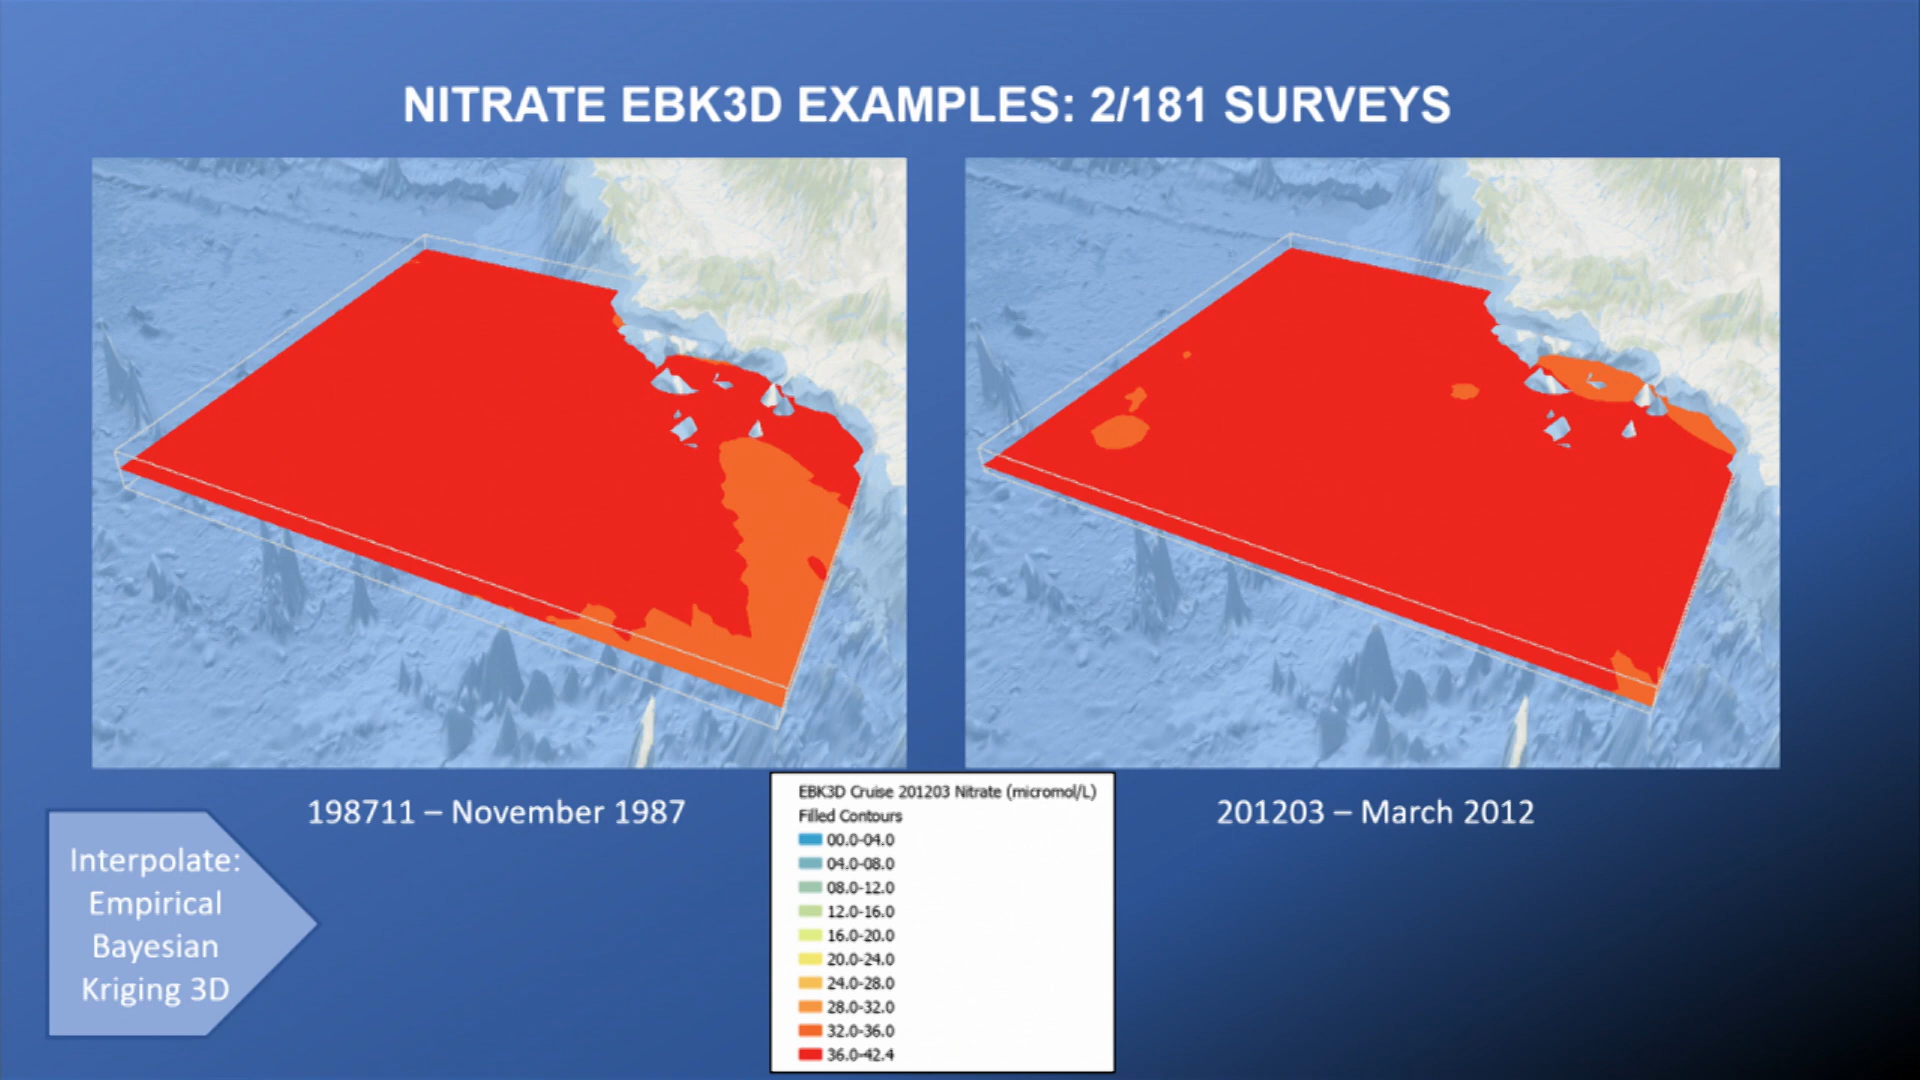 NITRATE EBK3D EXAMPLES: 2/181 SURVEYS
198711 – November 1987
201203 – March 2012
Interpolate:
Empirical
Bayesian
Kriging 3D
EBK3D Cruise 201203 Nitrate (micromol/L)
Filled Contours
00.0-04.0
04.0-08.0
08.0-12.0
12.0-16.0
16.0-20.0
20.0-24.0
24.0-28.0
28.0-32.0
32.0-36.0
36.0-42.4